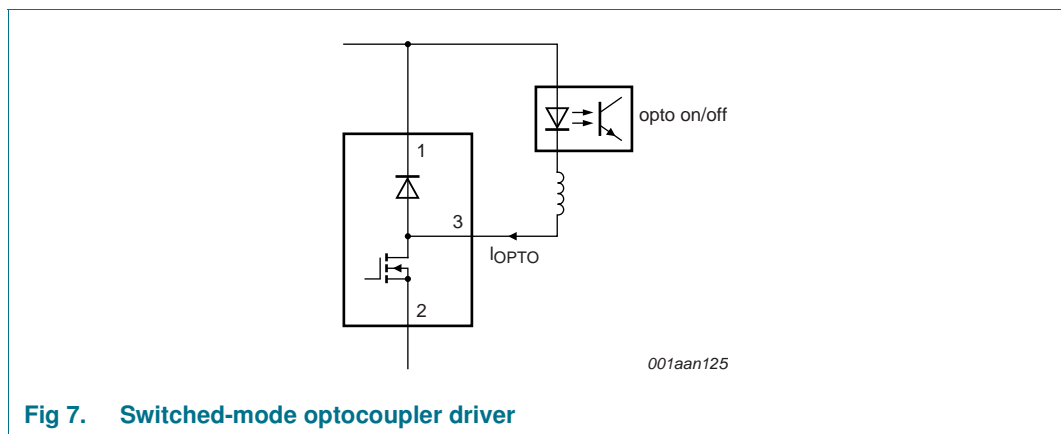 opto on/off
1
3
IOPTO
2
001aan125
Fig 7. Switched-mode optocoupler driver